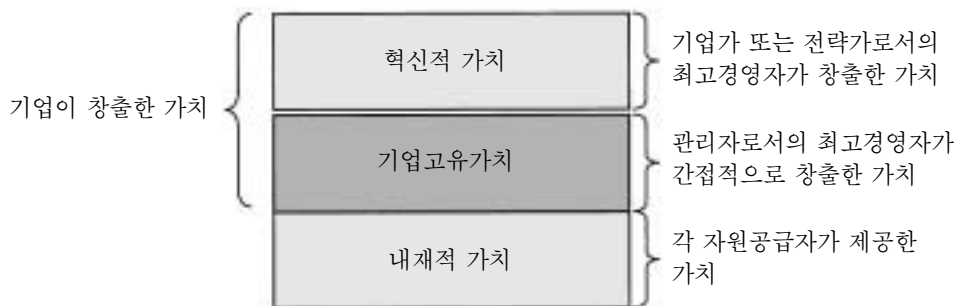 혁신적 가치
기업가 또는 전략가로서의
최고경영자가 창출한 가치
기업이 창출한 가치
기업고유가치
관리자로서의 최고경영자가
간접적으로 창출한 가치
내재적 가치
각 자원공급자가 제공한
가치